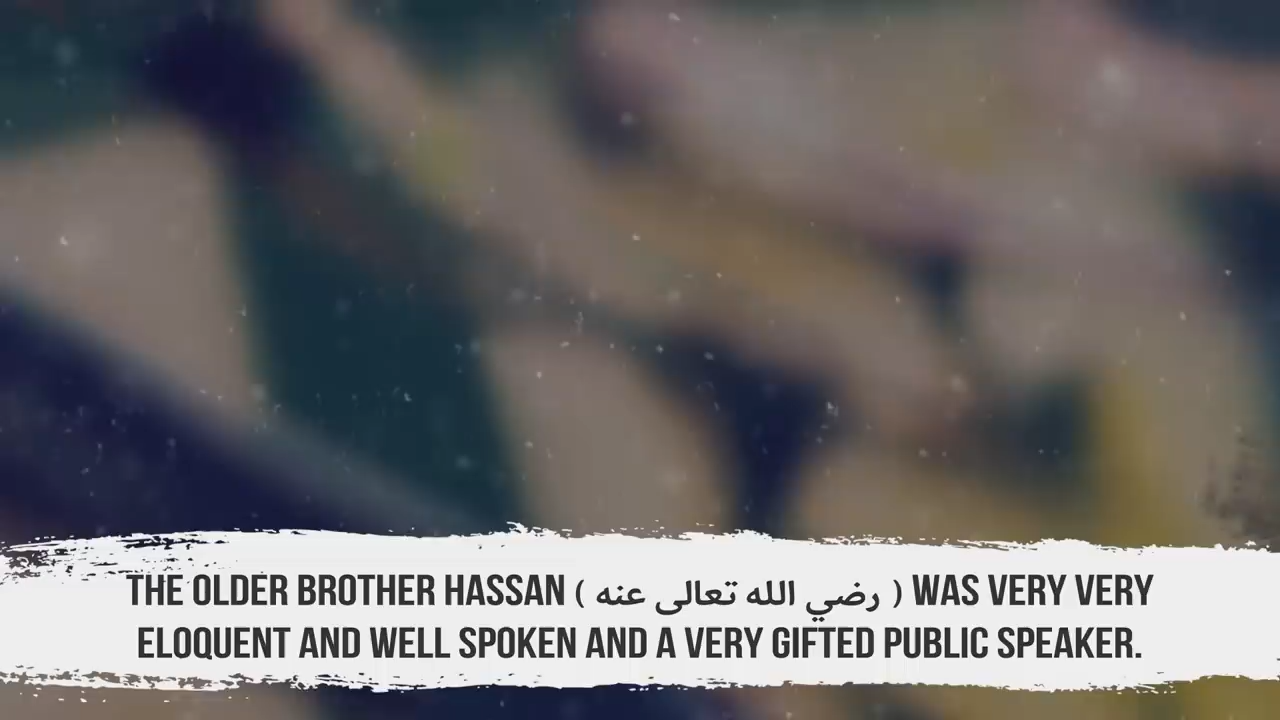 THE OLDER BROTHER HASSAN ( رضي الله تعالى عنه ) WAS VERY VERY
ELOQUENT AND WELL SPOKEN AND A VERY GIFTED PUBLIC SPEAKER.